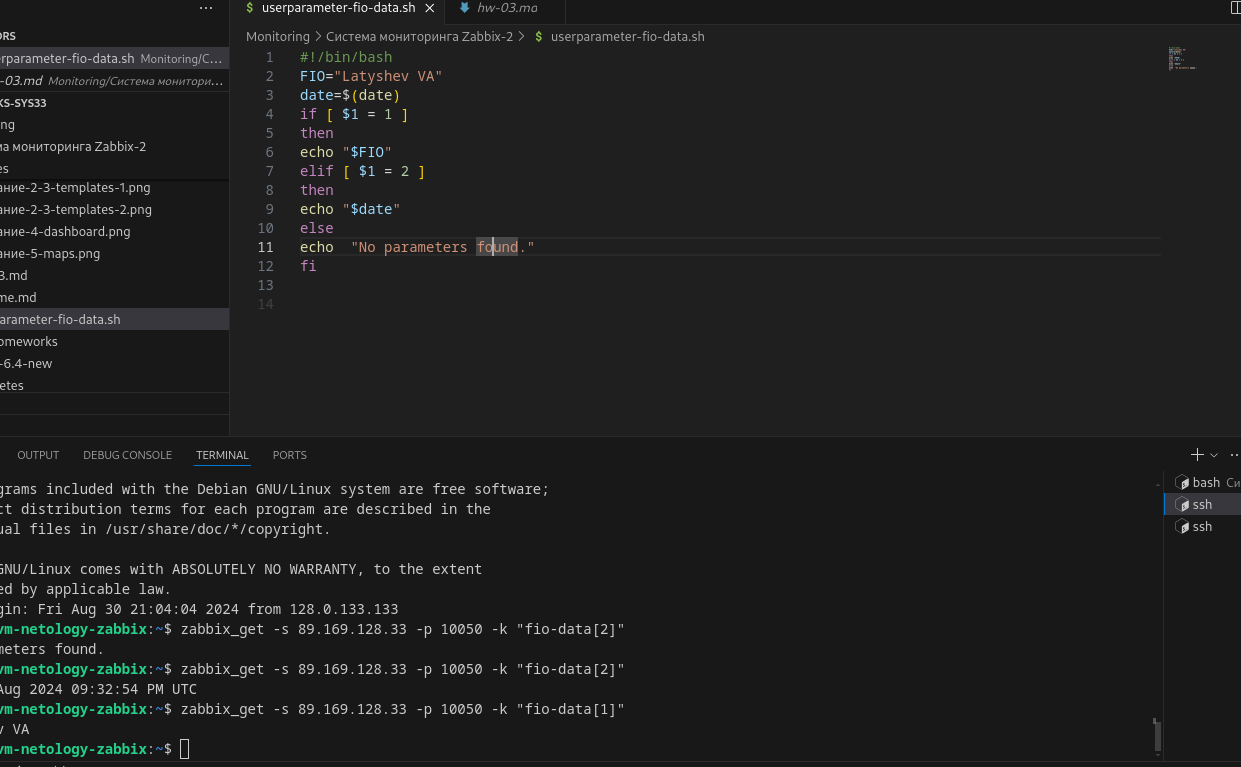 userparameter-fio-data.sh
hw-03.md
ORS
rparameter-fio-data.sh Monitoring/С...
-03.md Monitoring/Система монитори...
KS-SYS33
ng
ма мониторинга Zabbix-2
es
ание-2-3-templates-1.png
ание-2-3-templates-2.png
ание-4-dashboard.png
ание-5-maps.png
3.md
me.md
arameter-fio-data.sh
omeworks
-6.4-new
etes
Monitoring > Система мониторинга Zabbix-2 > $ userparameter-fio-data.sh
1 #!/bin/bash
2 FIO="Latyshev VA"
3 date=$(date)
4 if [ $1 = 1 ]
5 then
6 echo "$FIO"
7 elif [ $1 = 2 ]
8 then
9 echo "$date"
10 else
11 echo  "No parameters found."
12 fi
13
14
OUTPUT DEBUG CONSOLE TERMINAL PORTS
grams included with the Debian GNU/Linux system are free software;
ct distribution terms for each program are described in the
ual files in /usr/share/doc/*/copyright.
GNU/Linux comes with ABSOLUTELY NO WARRANTY, to the extent
ed by applicable law.
gin: Fri Aug 30 21:04:04 2024 from 128.0.133.133
vm-netology-zabbix:~$ zabbix_get -s 89.169.128.33 -p 10050 -k "fio-data[2]"
meters found.
vm-netology-zabbix:~$ zabbix_get -s 89.169.128.33 -p 10050 -k "fio-data[2]"
Aug 2024 09:32:54 PM UTC
vm-netology-zabbix:~$ zabbix_get -s 89.169.128.33 -p 10050 -k "fio-data[1]"
v VA
vm-netology-zabbix:~$
bash Си
ssh
ssh